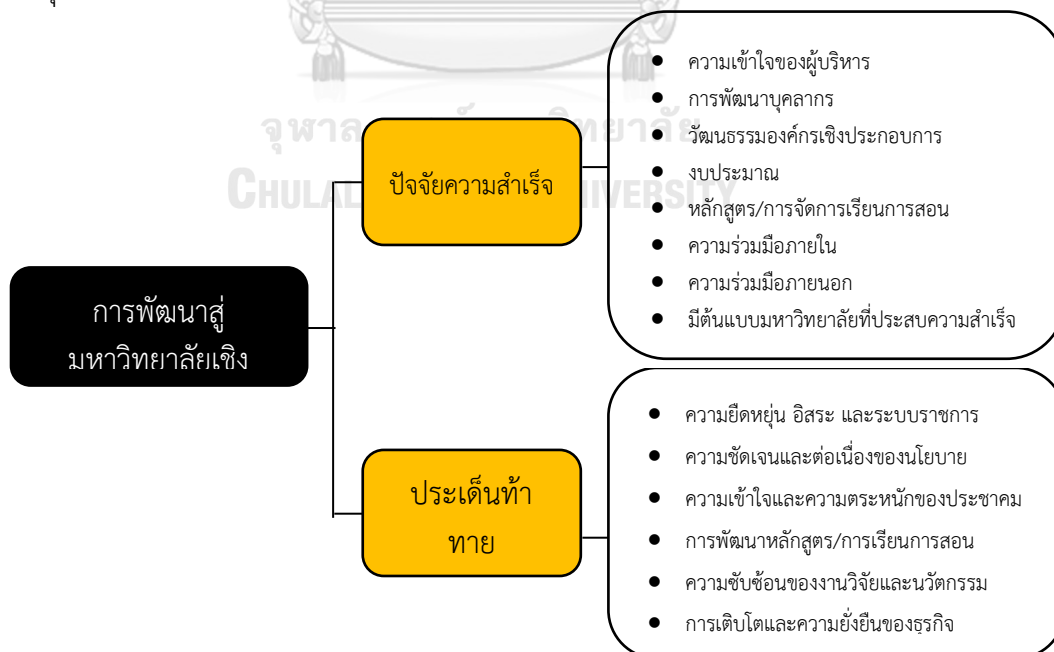 การพัฒนาสู่
มหาวิทยาลัยเชิง
ปัจจัยความสำเร็จ
ความเข้าใจของผู้บริหาร
การพัฒนาบุคลากร
วัฒนธรรมองค์กรเชิงประกอบการ
งบประมาณ
หลักสูตร/การจัดการเรียนการสอน
ความร่วมมือภายใน
ความร่วมมือภายนอก
มีต้นแบบมหาวิทยาลัยที่ประสบความสำเร็จ
ประเด็นท้า
ทาย
ความยืดหยุ่น อิสระ และระบบราชการ
ความชัดเจนและต่อเนื่องของนโยบาย
ความเข้าใจและความตระหนักของประชาคม
การพัฒนาหลักสูตร/การเรียนการสอน
ความซับซ้อนของงานวิจัยและนวัตกรรม
การเติบโตและความยั่งยืนของธุรกิจ